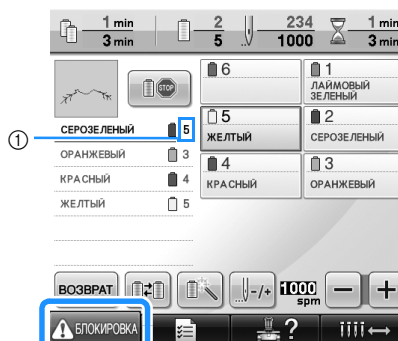 1 min
3 min
2
5
234
1000
1 min
3 min
6
1
ЛАЙМОВЫЙ
ЗЕЛЕНЫЙ
5
ЖЕЛТЫЙ
2
СЕРОЗЕЛЕНЫЙ
4
КРАСНЫЙ
3
ОРАНЖЕВЫЙ
STOP
1
СЕРОЗЕЛЕНЫЙ 5
ОРАНЖЕВЫЙ 3
КРАСНЫЙ 4
ЖЕЛТЫЙ 5
ВОЗВРАТ
-/+
1000
spm
- +
БЛОКИРОВКА
?